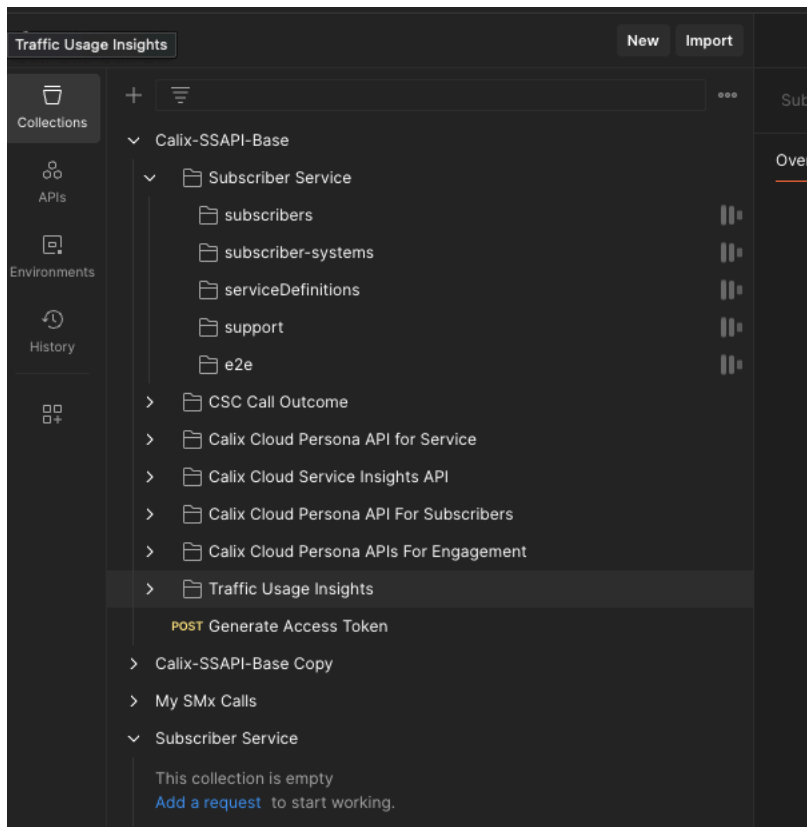 Traffic Usage Insights
New
Import
Collections
Calix-SSAPI-Base
Subscriber Service
APIs
subscribers
subscriber-systems
Environments
serviceDefinitions
History
support
e2e
CSC Call Outcome
Calix Cloud Persona API for Service
Calix Cloud Service Insights API
Calix Cloud Persona API For Subscribers
Calix Cloud Persona APIs For Engagement
Traffic Usage Insights
POST Generate Access Token
Calix-SSAPI-Base Copy
My SMx Calls
Subscriber Service
This collection is empty
Add a request to start working.
Sub
Over